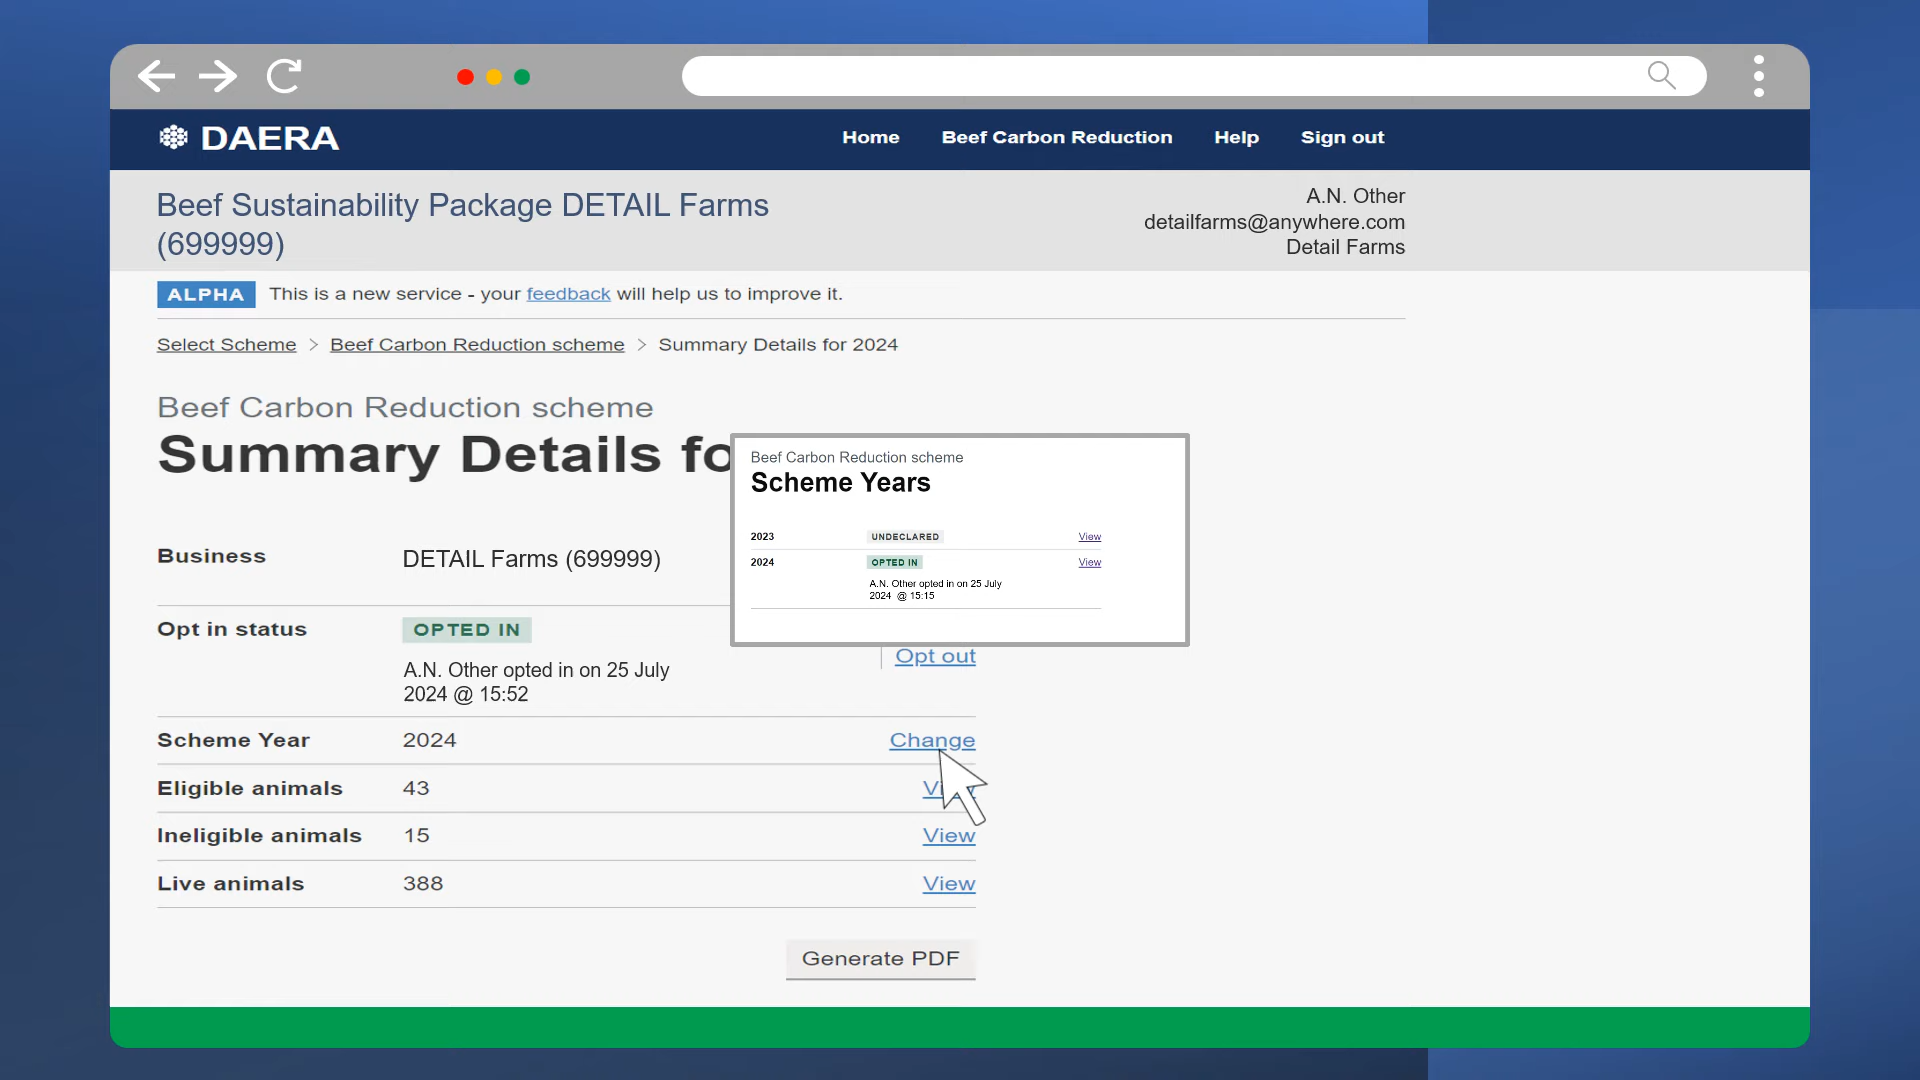 DAERA
Home Beef Carbon Reduction Help Sign out
Beef Sustainability Package DETAIL Farms
(699999)
A.N. Other
detailfarms@anywhere.com
Detail Farms
ALPHA This is a new service - your feedback will help us to improve it.
Select Scheme > Beef Carbon Reduction scheme > Summary Details for 2024
Beef Carbon Reduction scheme
Summary Details fo
Business DETAIL Farms (699999)
Opt in status OPTED IN
A.N. Other opted in on 25 July
2024 @ 15:52
Opt out
Scheme Year 2024 Change
Eligible animals 43
Ineligible animals 15 View
Live animals 388 View
Generate PDF
Beef Carbon Reduction scheme
Scheme Years
2023 UNDECLARED View
2024 OPTED IN View
A.N. Other opted in on 25 July
2024 @ 15:15